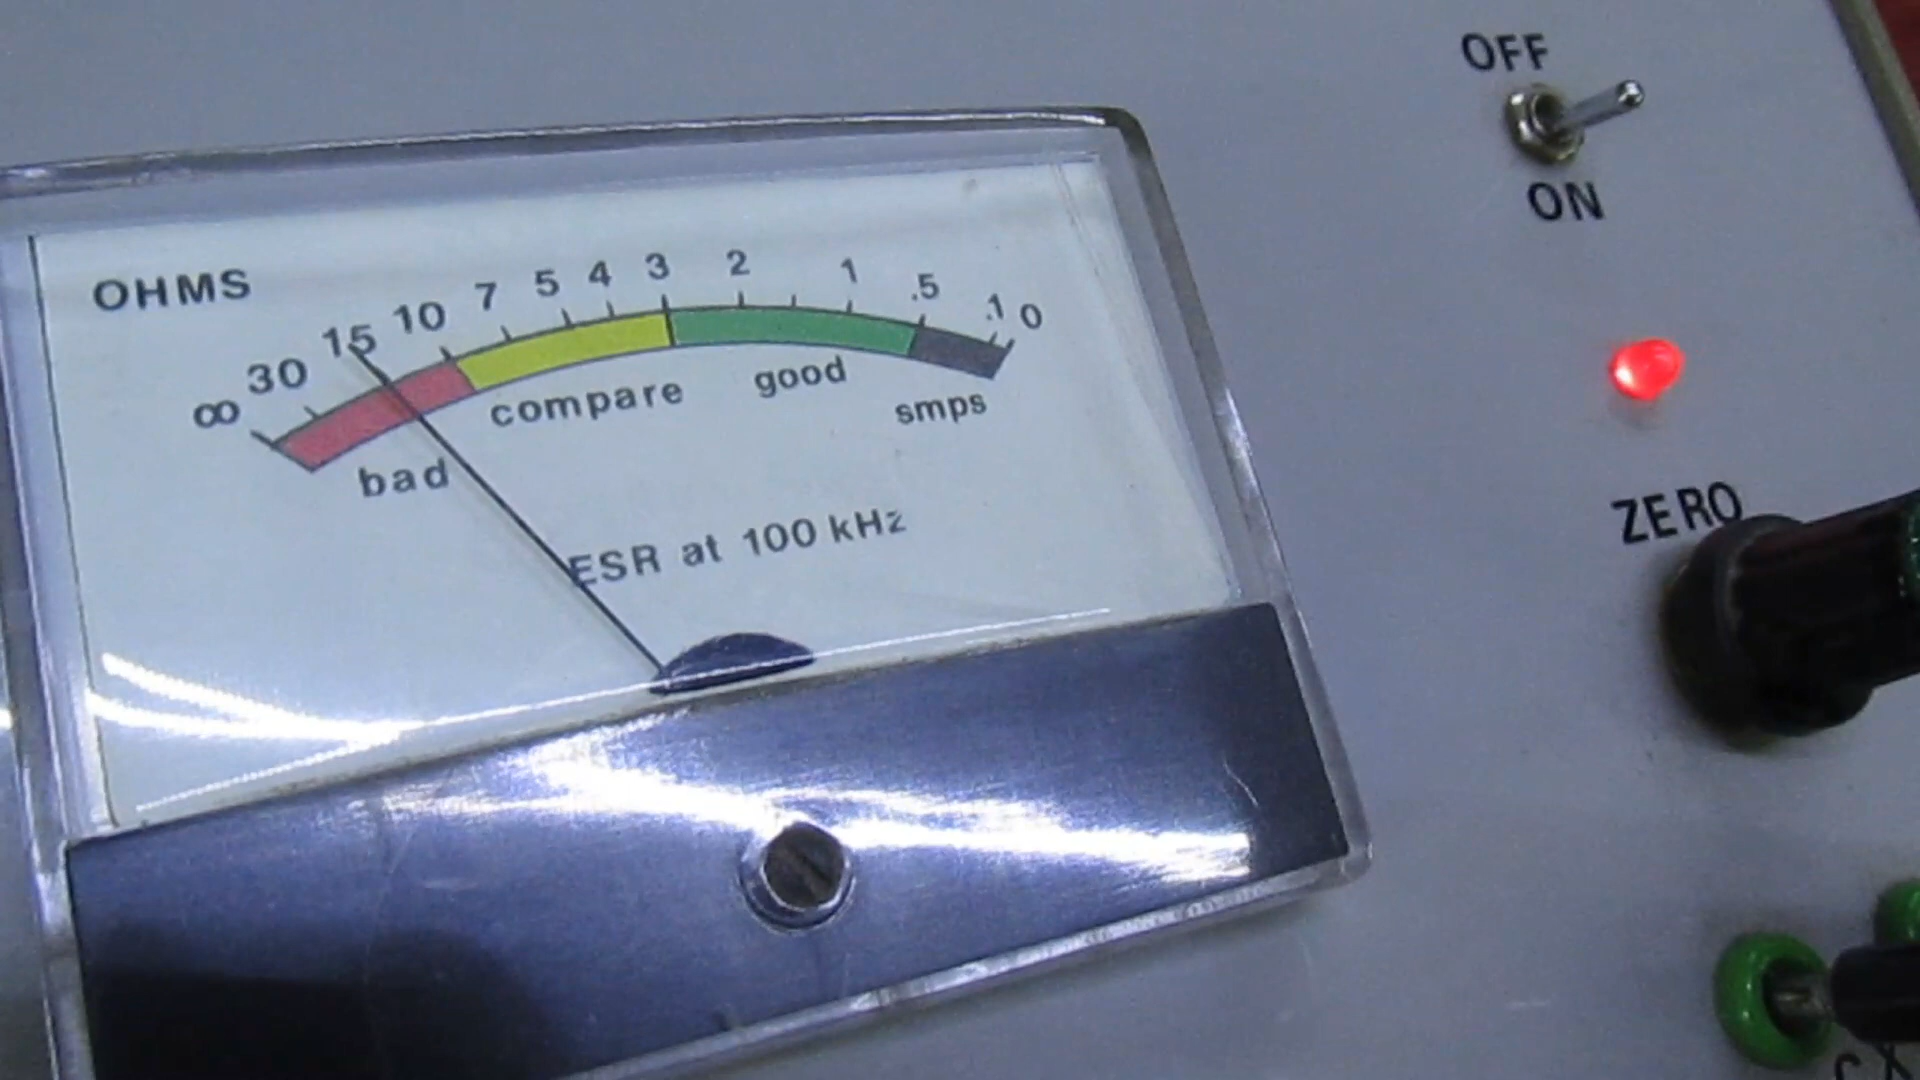 OFF
ON
OHMS
∞ 30 15 10 7 5 4 3 2 1 .5 .1 0
bad compare good smps
ESR at 100 kHz
ZERO